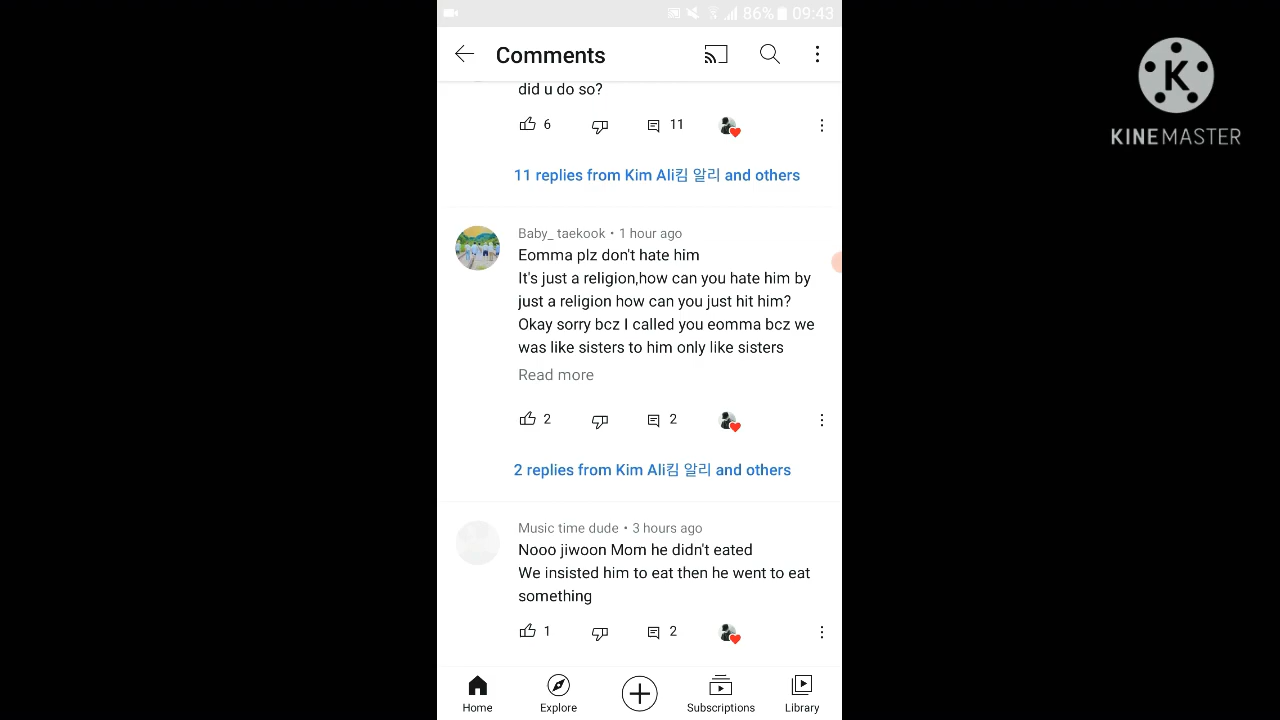 86% 09:43
Comments
did u do so?
6
11
11 replies from Kim Ali킴 알리 and others
Baby_ taekook • 1 hour ago
Eomma plz don't hate him
It's just a religion,how can you hate him by
just a religion how can you just hit him?
Okay sorry bcz I called you eomma bcz we
was like sisters to him only like sisters
Read more
2
2
2 replies from Kim Ali킴 알리 and others
Music time dude • 3 hours ago
Nooo jiwoon Mom he didn't eated
We insisted him to eat then he went to eat
something
1
2
Home
Explore
Subscriptions
Library
K
KINEMASTER